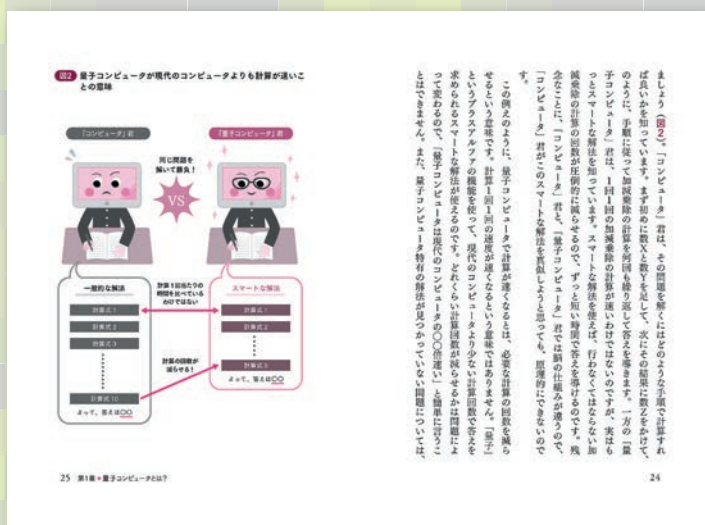 ましょう（図2）。「コンピュータ」君は、その問題を解くにはどのような手順で計算すれ
ば良いかを知っています。まず初めに数Xと数Yを足して、次にその結果に数Zをかけて、
のように、手順に従って加減乗除の計算を何回も繰り返して答えを導きます。一方の「量
子コンピュータ」君は、1回1回の加減乗除の計算が速いわけではないのですが、実はも
っとスマートな解法を知っています。スマートな解法を使えば、行わなくてはならない加
減乗除の計算の回数が圧倒的に減らせるので、ずっと短い時間で答えを導けるのです。残
念なことに、「コンピュータ」君と、「量子コンピュータ」君では脳の仕組みが違うので、
「コンピュータ」君がこのスマートな解法を真似しようと思っても、原理的にできないので
す。
この例えのように、量子コンピュータで計算が速くなるとは、必要な計算の回数を減ら
せるという意味です。計算1回1回の速度が速くなるという意味ではありません。「量子」
というプラスアルファの機能を使って、現代のコンピュータより少ない計算回数で答えを
求められるスマートな解法が使えるのです。どれくらい計算回数が減らせるかは問題によ
って変わるので、「量子コンピュータは現代のコンピュータの〇〇倍速い」と簡単に言うこ
とはできません。また、量子コンピュータ特有の解法が見つかっていない問題については、
24
図2 量子コンピュータが現代のコンピュータよりも計算が速いこ
との意味
「コンピュータ」君
「量子コンピュータ」君
同じ問題を
解いて勝負！
VS
一般的な解法
計算式 1
計算式 2
計算式 3
計算式 10
よって、答えは〇〇
計算1回当たりの
時間を比べている
わけではない
計算の回数が
減らせる！
スマートな解法
計算式 1
計算式 2
計算式 5
よって、答えは〇〇
25 第1章 ● 量子コンピュータとは？